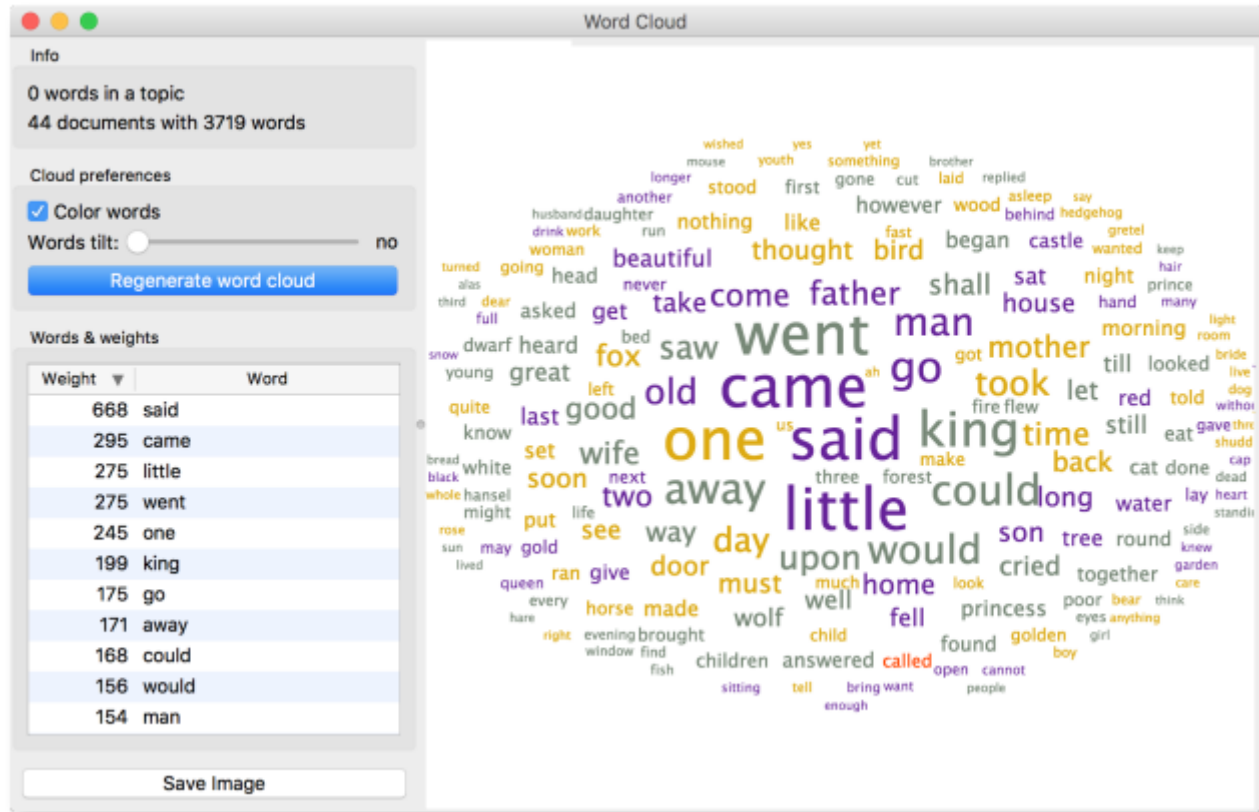 Word Cloud
Info
0 words in a topic
44 documents with 3719 words
Cloud preferences
Color words
Words tilt: no
Regenerate word cloud
Words & weights
Weight Word
668 said
295 came
275 little
275 went
245 one
199 king
175 go
171 away
168 could
156 would
154 man
Save Image
wished yes yet
mouse youth something brother
longer stood first gone cut laid replied
another nothing like however wood asleep say
husband daughter behind hedgehog
drink work run thought bird fast began castle gretel
woman beautiful wanted keep
turned going head never shall sat night hair
alas take come father house hand prince
third dear asked get many
full went man morning light
snow dwarf heard bed saw got mother room
young great fox ah go till looked bride
left old came took let live
quite last good us fire flew red told dog
know one said king time still eat gave withou
set wife make shudd
bread white soon next back cat done cap
black away three forest dead
whole hansel two little could long water lay heart
might life standi
rose put see way day son tree round side
sun may gold upon would knew
lived ran give door cried together garden
queen must much home look care
every horse made well princess poor bear think
hare wolf fell eyes anything
right evening brought child found golden girl
window find boy
fish children answered called open cannot
sitting tell bring want people
enough